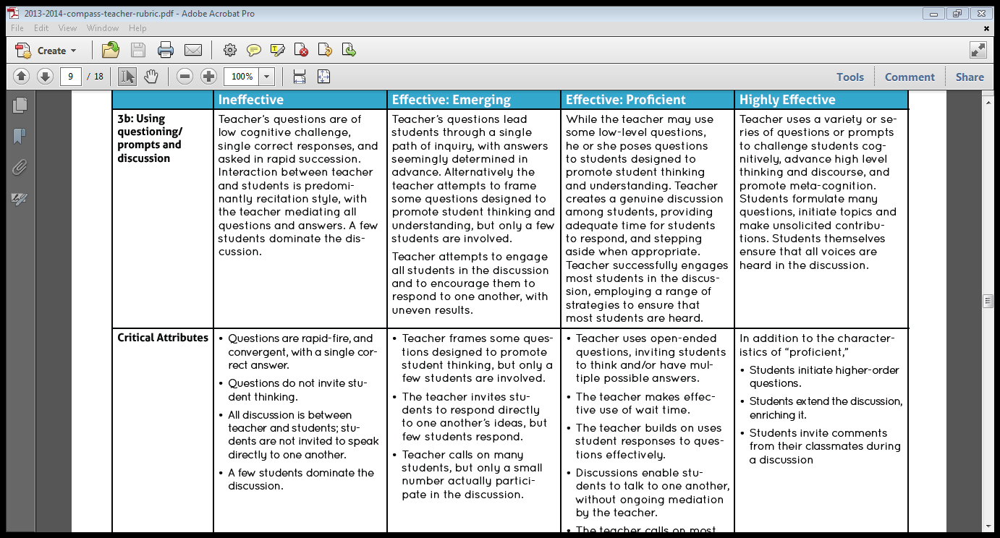 2013-2014-compass-teacher-rubric.pdf - Adobe Acrobat Pro
File Edit View Window Help
Create
9 / 18
100%
Tools Comment Share
Ineffective
Effective: Emerging
Effective: Proficient
Highly Effective
3b: Using
questioning/
prompts and
discussion
Teacher's questions are of
low cognitive challenge,
single correct responses, and
asked in rapid succession.
Interaction between teacher
and students is predomi-
nantly recitation style, with
the teacher mediating all
questions and answers. A few
students dominate the dis-
cussion.
Teacher's questions lead
students through a single
path of inquiry, with answers
seemingly determined in
advance. Alternatively the
teacher attempts to frame
some questions designed to
promote student thinking and
understanding, but only a few
students are involved.
Teacher attempts to engage
all students in the discussion
and to encourage them to
respond to one another, with
uneven results.
While the teacher may use
some low-level questions,
he or she poses questions
to students designed to
promote student thinking
and understanding. Teacher
creates a genuine discussion
among students, providing
adequate time for students
to respond, and stepping
aside when appropriate.
Teacher successfully engages
most students in the discus-
sion, employing a range of
strategies to ensure that
most students are heard.
Teacher uses a variety or se-
ries of questions or prompts
to challenge students cog-
nitively, advance high level
thinking and discourse, and
promote meta-cognition.
Students formulate many
questions, initiate topics and
make unsolicited contribu-
tions. Students themselves
ensure that all voices are
heard in the discussion.
Critical Attributes
• Questions are rapid-fire, and
convergent, with a single cor-
rect answer.
• Questions do not invite stu-
dent thinking.
• All discussion is between
teacher and students; stu-
dents are not invited to speak
directly to one another.
• A few students dominate the
discussion.
• Teacher frames some ques-
tions designed to promote
student thinking, but only a
few students are involved.
• The teacher invites stu-
dents to respond directly
to one another's ideas, but
few students respond.
• Teacher calls on many
students, but only a small
number actually partici-
pate in the discussion.
• Teacher uses open-ended
questions, inviting students
to think and/or have mul-
tiple possible answers.
• The teacher makes effec-
tive use of wait time.
• The teacher builds on uses
student responses to ques-
tions effectively.
• Discussions enable stu-
dents to talk to one another,
without ongoing mediation
by the teacher.
• The teacher calls on most
In addition to the character-
istics of “proficient,”
• Students initiate higher-order
questions.
• Students extend the discussion,
enriching it.
• Students invite comments
from their classmates during
a discussion